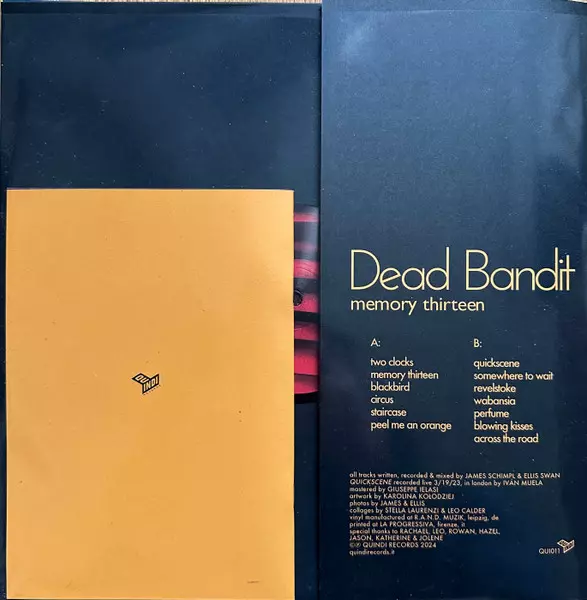 QUINDI
Dead Bandit
memory thirteen
A:
two clocks
memory thirteen
blackbird
circus
staircase
peel me an orange
B:
quickscene
somewhere to wait
revelstoke
wabansia
perfume
blowing kisses
across the road
all tracks written, recorded & mixed by JAMES SCHIMPL & ELLIS SWAN
QUICKSCENE recorded live 3/19/23, in london by IVÁN MUELA
mastered by GIUSEPPE IELASI
artwork by KAROLINA KOŁODZIEJ
photos by JAMES & ELLIS
collages by STELLA LAURENZI & LEO CALDER
vinyl manufactured at R.A.N.D. MUZIK, leipzig, de
printed at LA PROGRESSIVA, firenze, it
special thanks to RACHAEL, LEO, ROWAN, HAZEL,
JASON, KATHERINE & JOLENE
©℗ QUINDI RECORDS 2024
quindirecords.it
QUI011